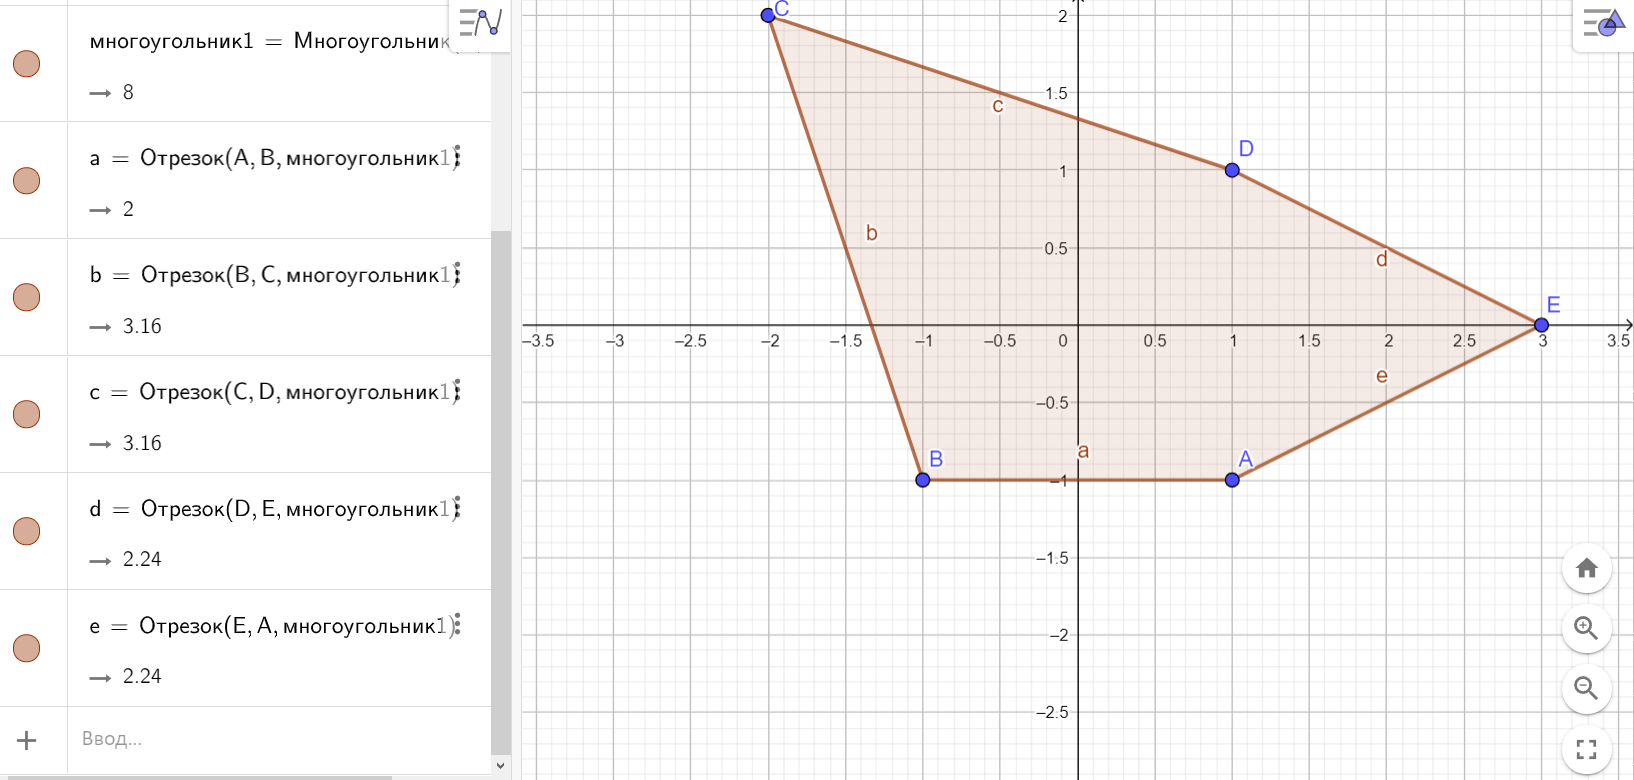 многоугольник1 = Многоугольник
→ 8
a = Отрезок(A, B, многоугольник1)
→ 2
b = Отрезок(B, C, многоугольник1)
→ 3.16
c = Отрезок(C, D, многоугольник1)
→ 3.16
d = Отрезок(D, E, многоугольник1)
→ 2.24
e = Отрезок(E, A, многоугольник1)
→ 2.24
Ввод...
C
2
1.5
c
D
1
b
0.5
d
E
–3.5 –3 –2.5 –2 –1.5 –1 –0.5 0 0.5 1 1.5 2 2.5 3 3.5
e
–0.5
a
B
A
–1
–1.5
–2
–2.5